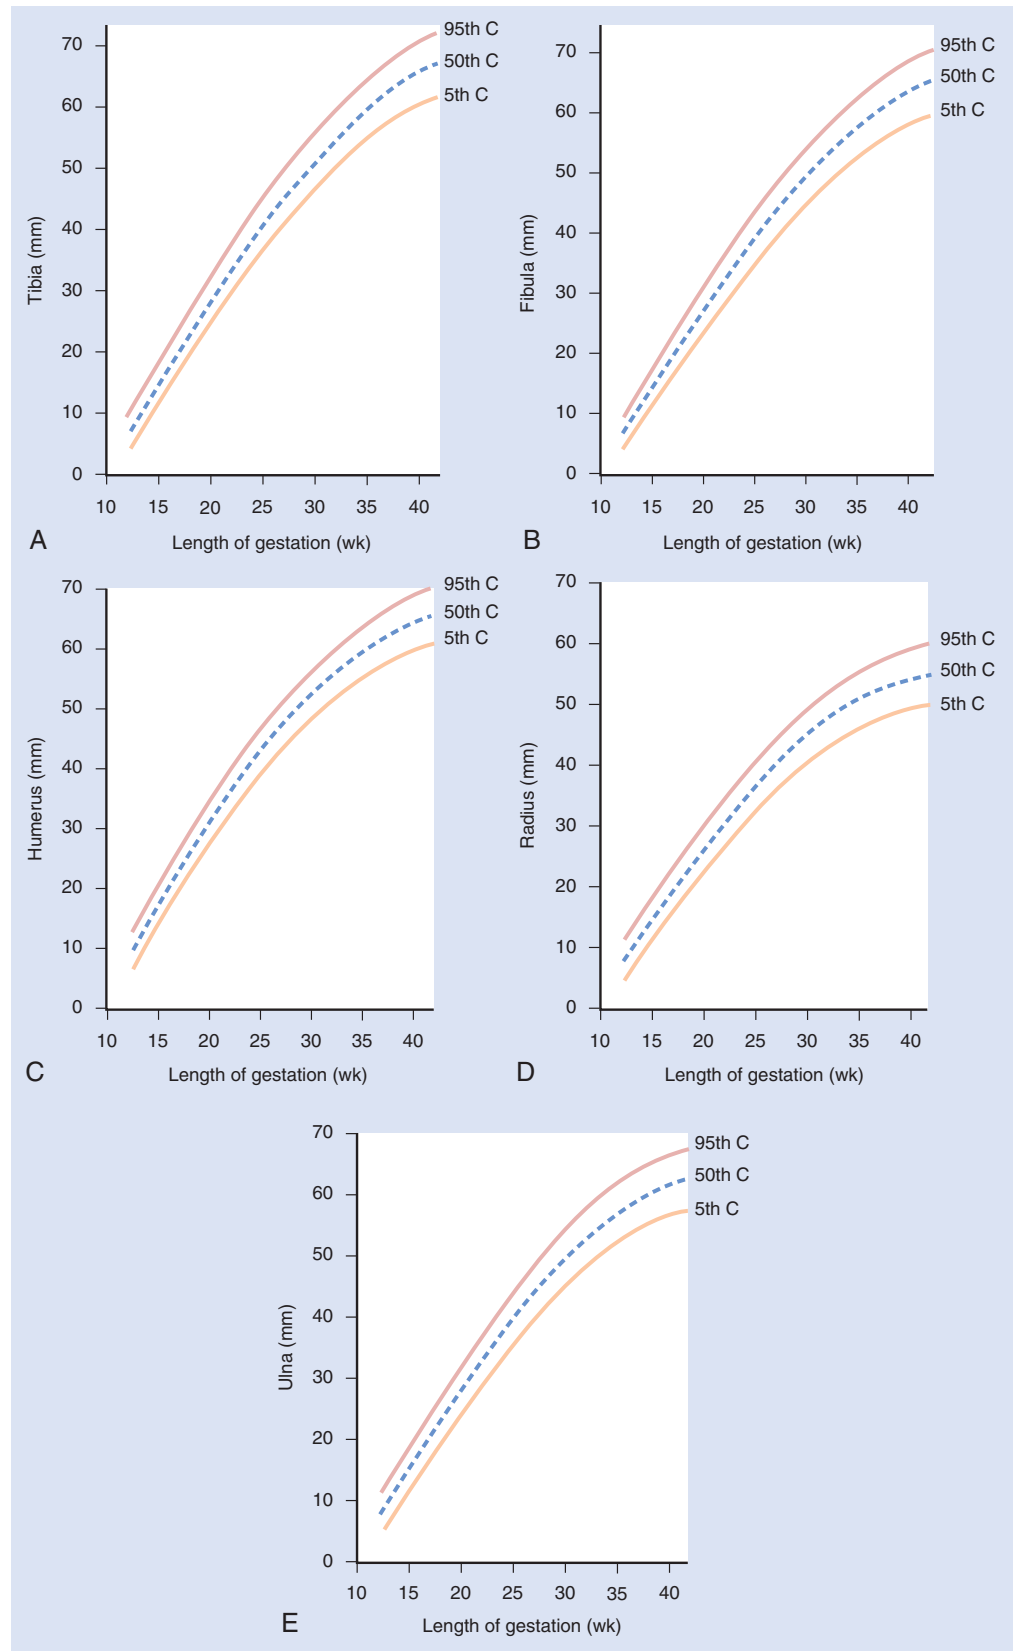 70
60
50
40
30
20
10
0
Tibia (mm)
95th C
50th C
5th C
10 15 20 25 30 35 40
A
Length of gestation (wk)
70
60
50
40
30
20
10
0
Fibula (mm)
95th C
50th C
5th C
10 15 20 25 30 35 40
B
Length of gestation (wk)
70
60
50
40
30
20
10
0
Humerus (mm)
95th C
50th C
5th C
10 15 20 25 30 35 40
C
Length of gestation (wk)
70
60
50
40
30
20
10
0
Radius (mm)
95th C
50th C
5th C
10 15 20 25 30 35 40
D
Length of gestation (wk)
70
60
50
40
30
20
10
0
Ulna (mm)
95th C
50th C
5th C
10 15 20 25 30 35 40
E
Length of gestation (wk)